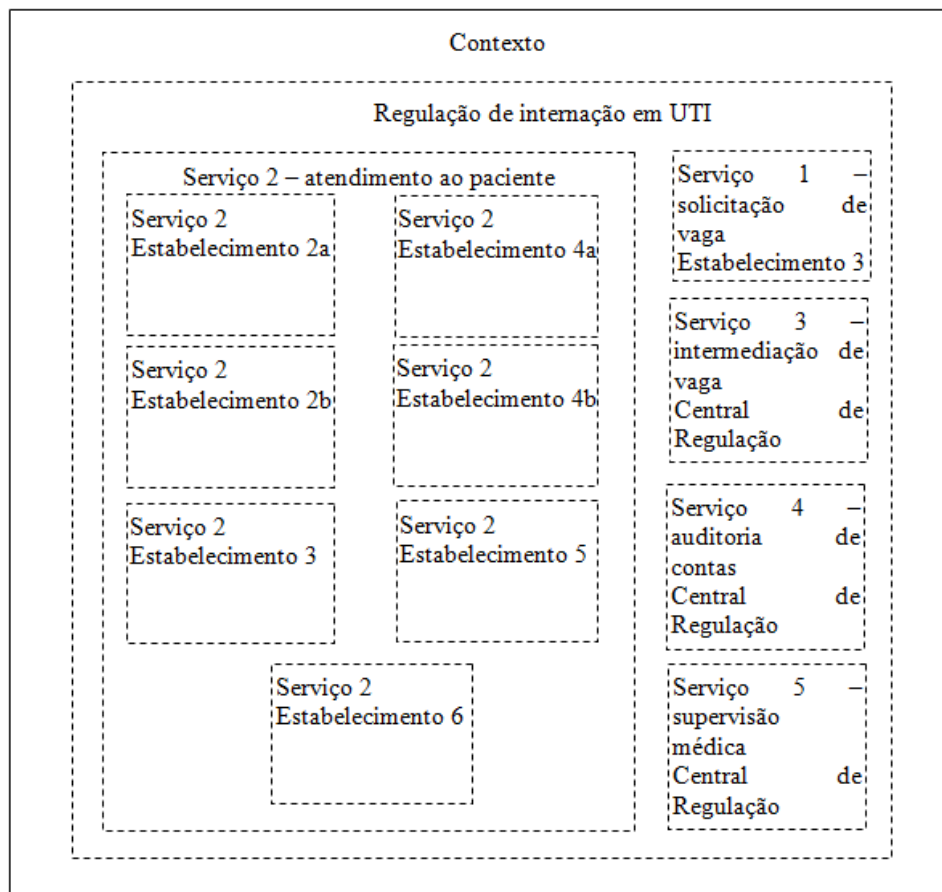 Contexto
Regulação de internação em UTI
Serviço 2 – atendimento ao paciente
Serviço 2
Estabelecimento 2a
Serviço 2
Estabelecimento 4a
Serviço 2
Estabelecimento 2b
Serviço 2
Estabelecimento 4b
Serviço 2
Estabelecimento 3
Serviço 2
Estabelecimento 5
Serviço 2
Estabelecimento 6
Serviço 1 –
solicitação de
vaga
Estabelecimento 3
Serviço 3 –
intermediação de
vaga
Central de
Regulação
Serviço 4 –
auditoria de
contas
Central de
Regulação
Serviço 5 –
supervisão
médica
Central de
Regulação